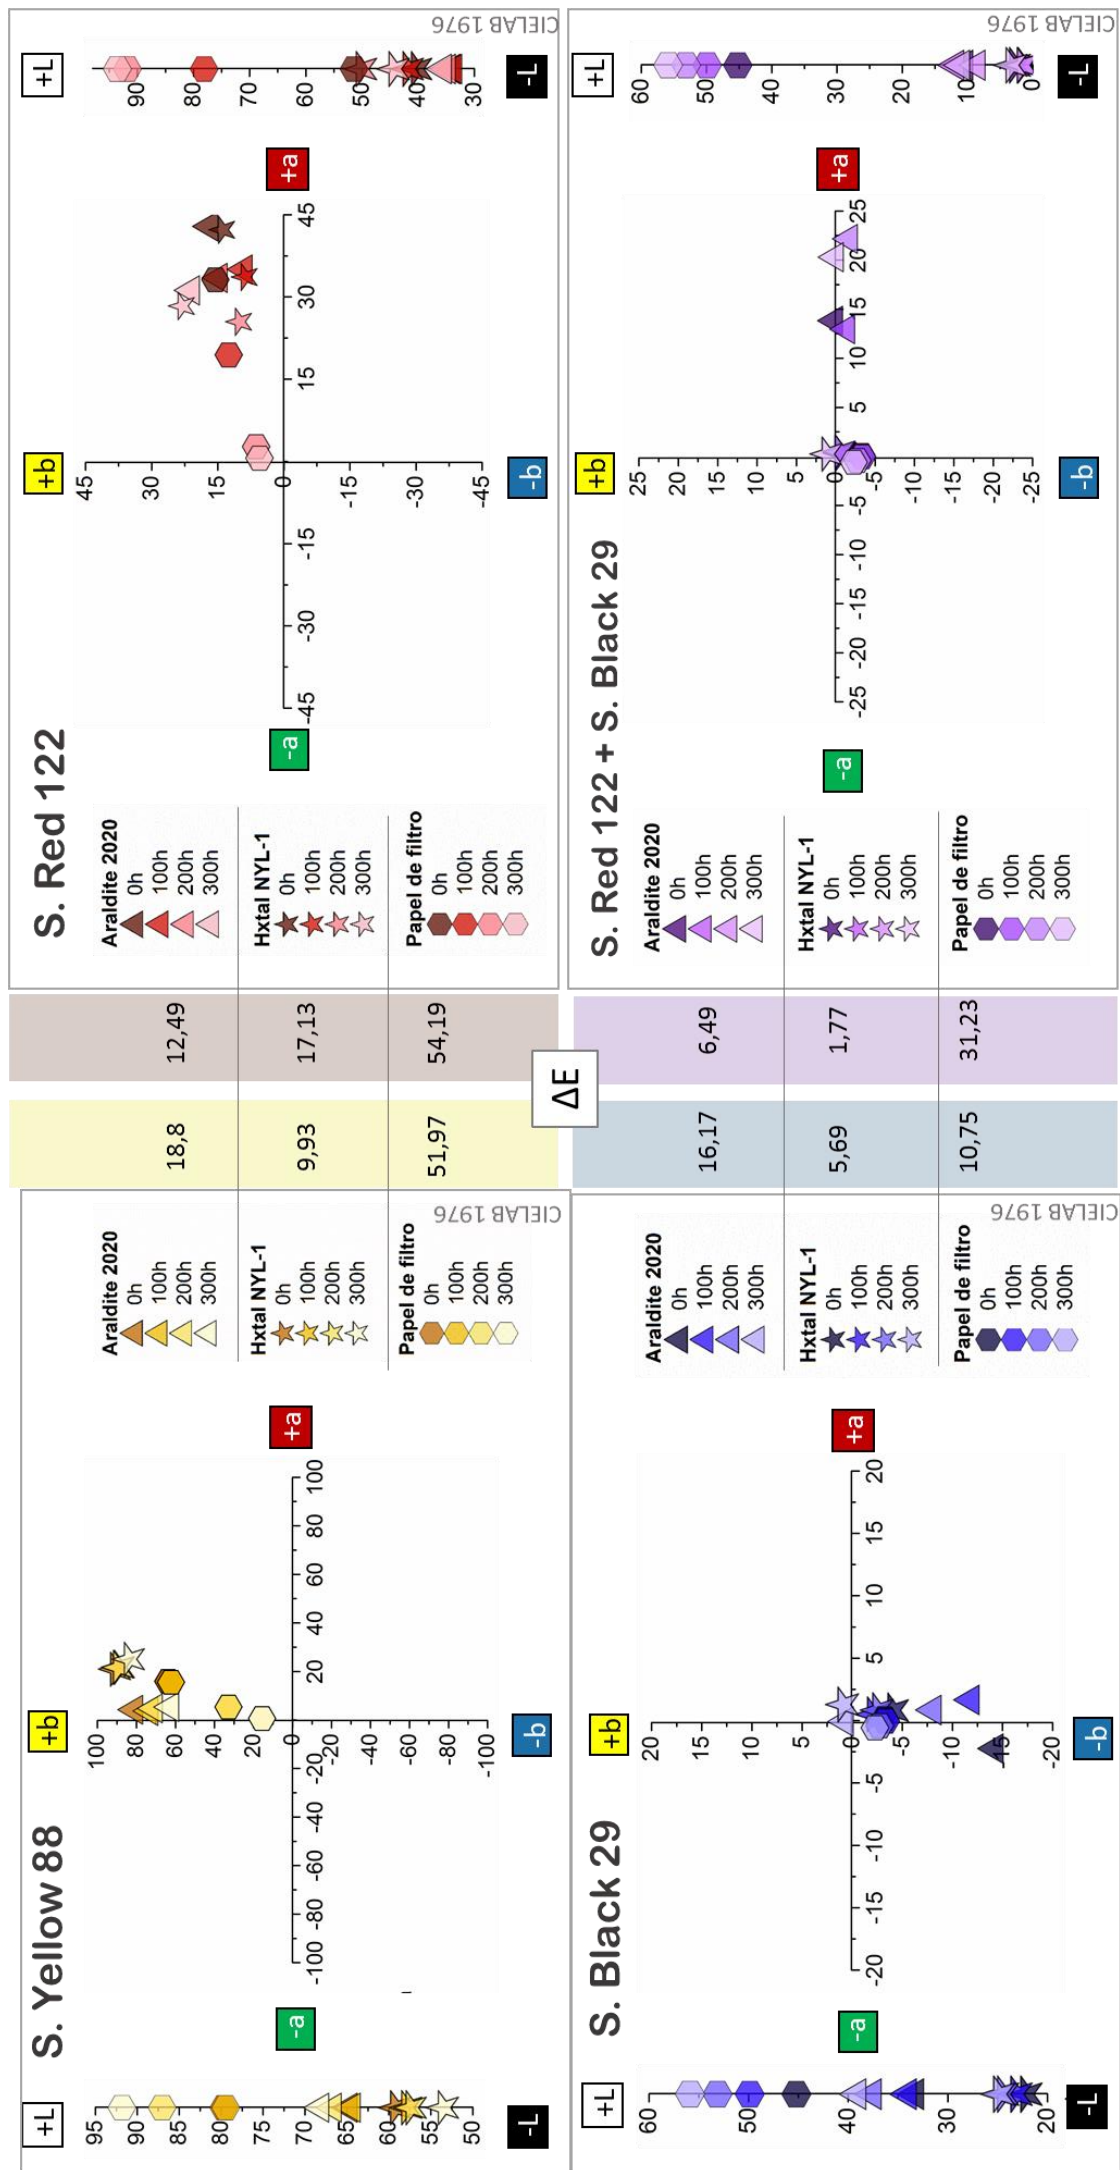 S. Yellow 88
+L
95
90
85
80
75
70
65
60
55
50
-L
-a
+b
100
80
60
40
20
0
-20
-40
-60
-80
-100
-100
-80
-60
-40
-20
20
40
60
80
100
-b
+a
Araldite 2020
0h
100h
200h
300h
Hxtal NYL-1
0h
100h
200h
300h
Papel de filtro
0h
100h
200h
300h
CIELAB 1976
18,8
9,93
51,97
12,49
17,13
54,19
S. Red 122
Araldite 2020
0h
100h
200h
300h
Hxtal NYL-1
0h
100h
200h
300h
Papel de filtro
0h
100h
200h
300h
-a
+b
45
30
15
0
-15
-30
-45
-45
-30
-15
15
30
45
-b
+a
+L
90
80
70
60
50
40
30
-L
CIELAB 1976
ΔE
S. Black 29
+L
60
50
40
30
20
-L
-a
+b
20
15
10
5
0
-5
-10
-15
-20
-20
-15
-10
-5
5
10
15
20
-b
+a
Araldite 2020
0h
100h
200h
300h
Hxtal NYL-1
0h
100h
200h
300h
Papel de filtro
0h
100h
200h
300h
CIELAB 1976
16,17
5,69
10,75
6,49
1,77
31,23
S. Red 122 + S. Black 29
Araldite 2020
0h
100h
200h
300h
Hxtal NYL-1
0h
100h
200h
300h
Papel de filtro
0h
100h
200h
300h
-a
+b
25
20
15
10
5
0
-5
-10
-15
-20
-25
-25
-20
-15
-10
-5
5
10
15
20
25
-b
+a
+L
60
50
40
30
20
10
0
-L
CIELAB 1976